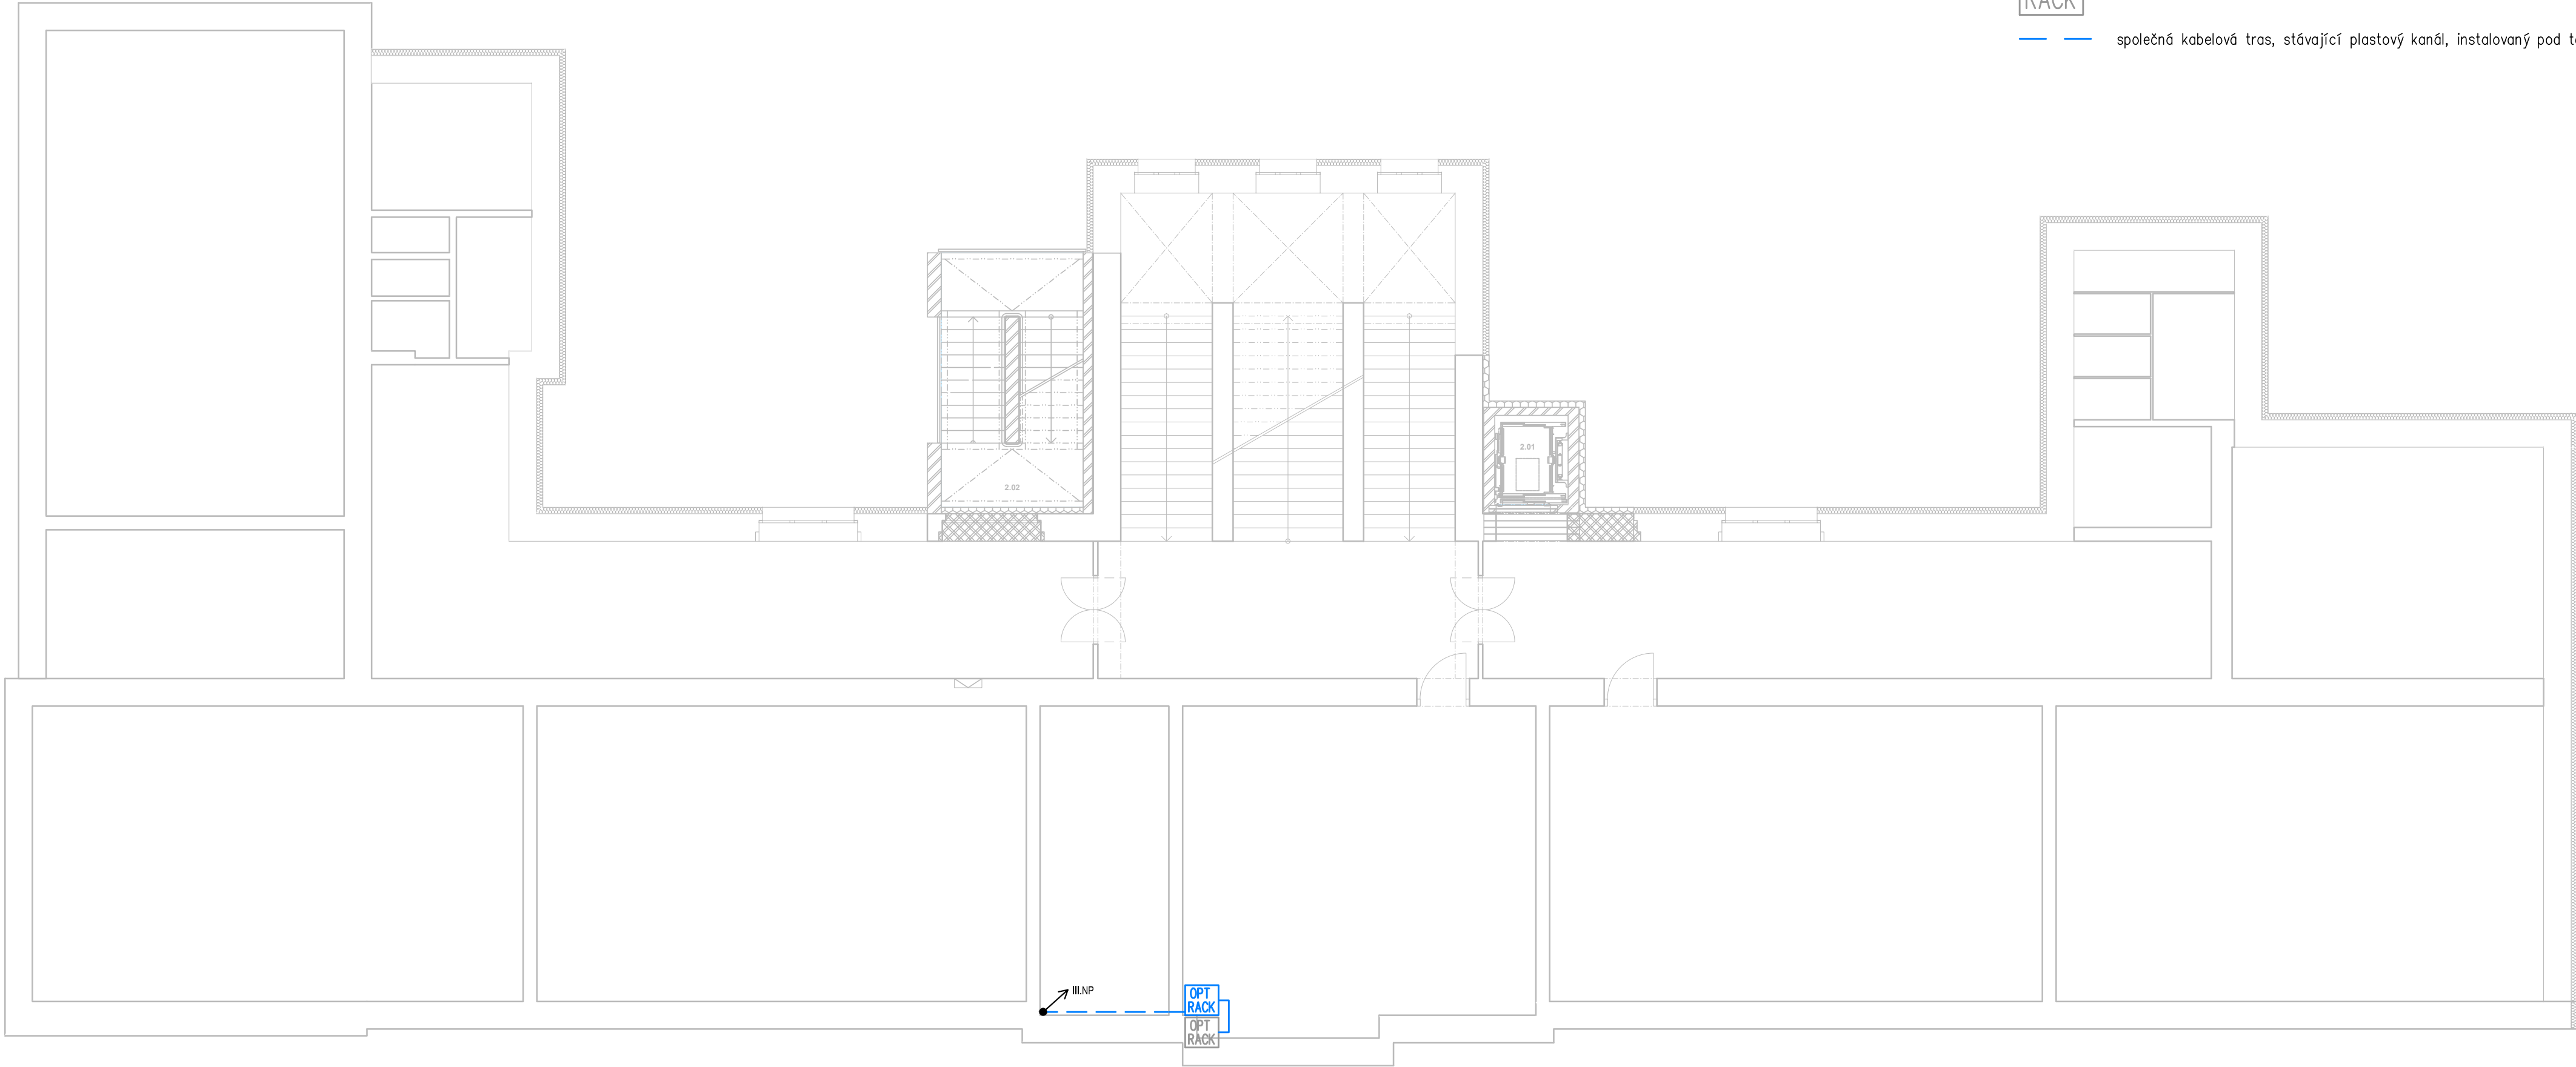 RACK
společná kabelová tras, stávající plastový kanál, instalovaný pod
2.01
2.02
III.NP
OPT
RACK
OPT
RACK